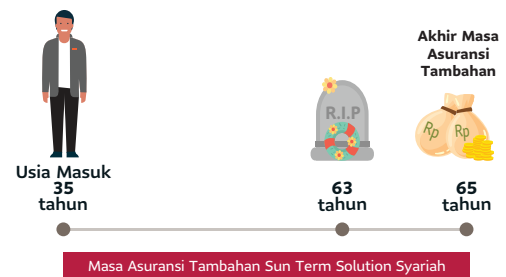 Akhir Masa
Asuransi
Tambahan
R.I.P
Rp Rp
Usia Masuk
35
tahun
63
tahun
65
tahun
Masa Asuransi Tambahan Sun Term Solution Syariah